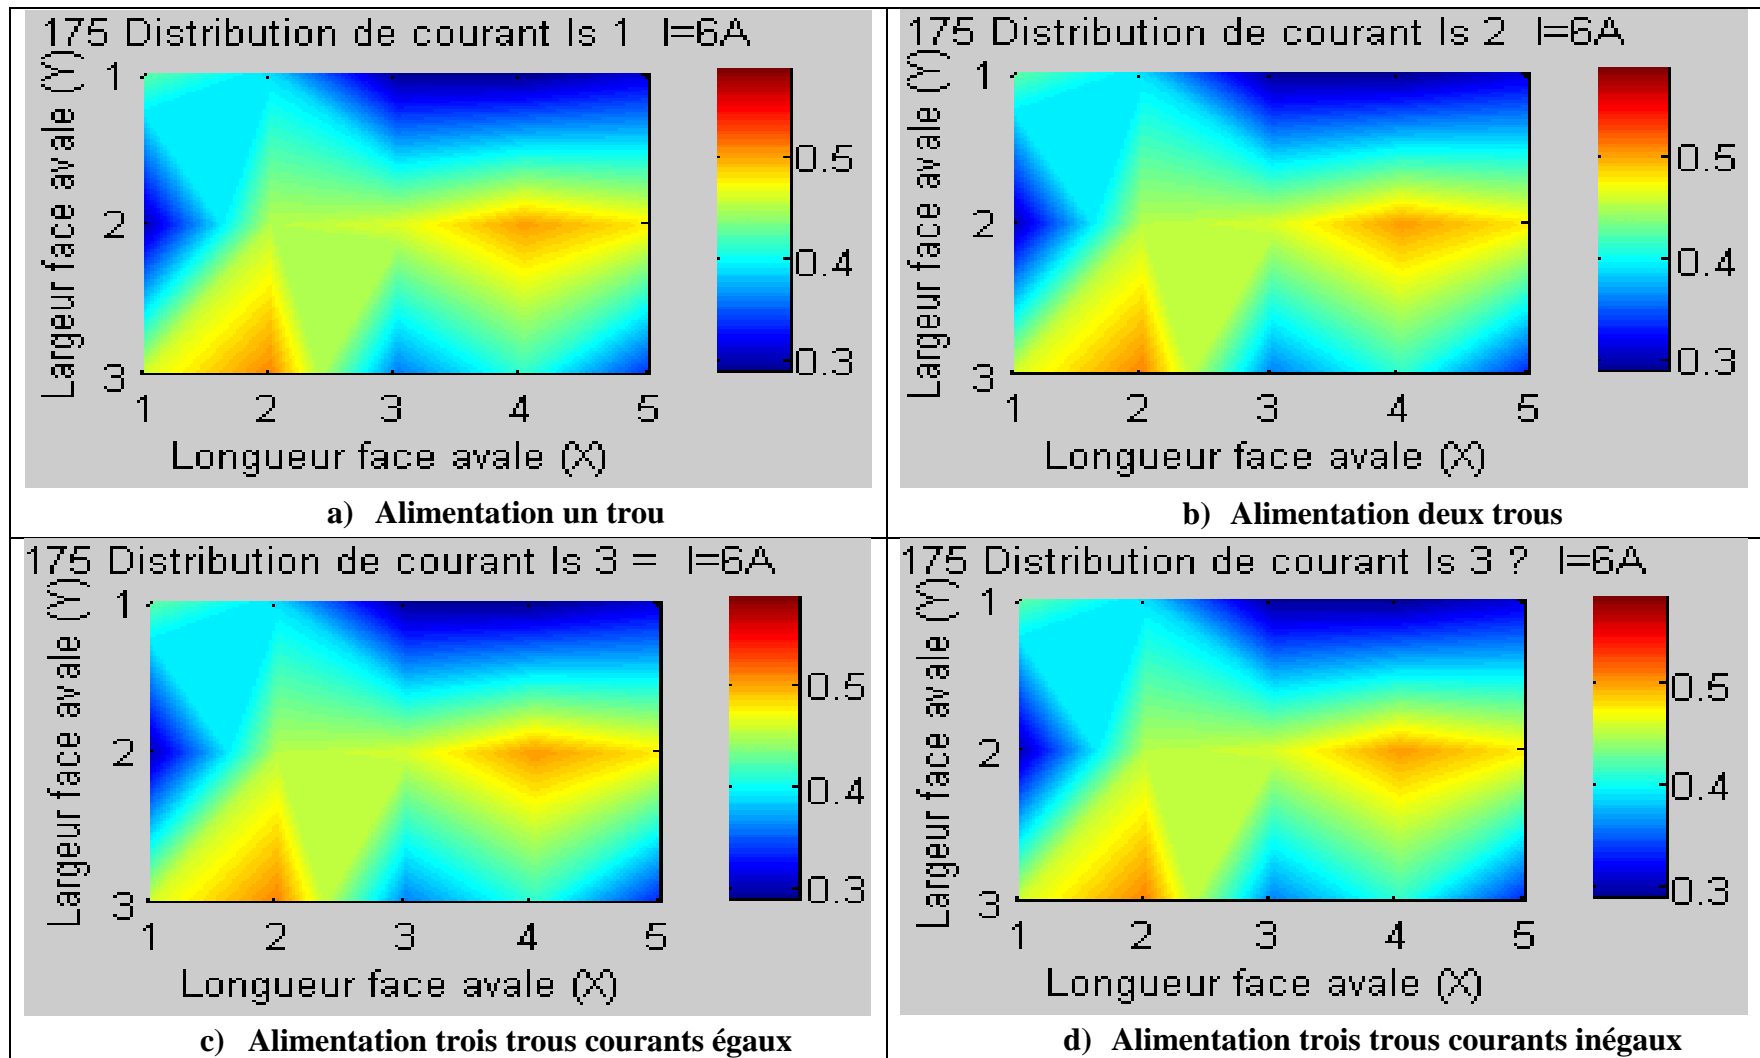 175 Distribution de courant Is 1 I=6A
Largeur face avale (Y)
1
2
3
1 2 3 4 5
Longueur face avale (X)
0.5
0.4
0.3
a) Alimentation un trou
175 Distribution de courant Is 2 I=6A
Largeur face avale (Y)
1
2
3
1 2 3 4 5
Longueur face avale (X)
0.5
0.4
0.3
b) Alimentation deux trous
175 Distribution de courant Is 3 = I=6A
Largeur face avale (Y)
1
2
3
1 2 3 4 5
Longueur face avale (X)
0.5
0.4
0.3
c) Alimentation trois trous courants égaux
175 Distribution de courant Is 3 ? I=6A
Largeur face avale (Y)
1
2
3
1 2 3 4 5
Longueur face avale (X)
0.5
0.4
0.3
d) Alimentation trois trous courants inégaux